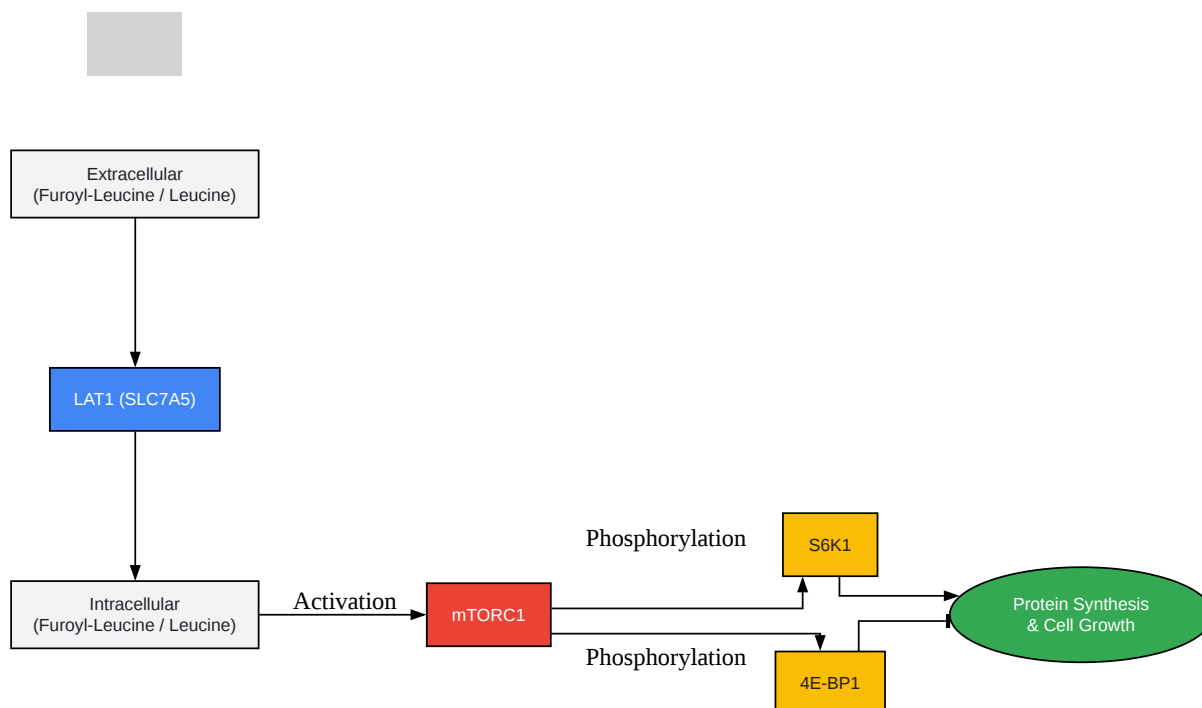 Extracellular
(Furoyl-Leucine / Leucine)
LAT1 (SLC7A5)
Intracellular
(Furoyl-Leucine / Leucine)
Activation
mTORC1
Phosphorylation
S6K1
Phosphorylation
4E-BP1
Protein Synthesis
& Cell Growth